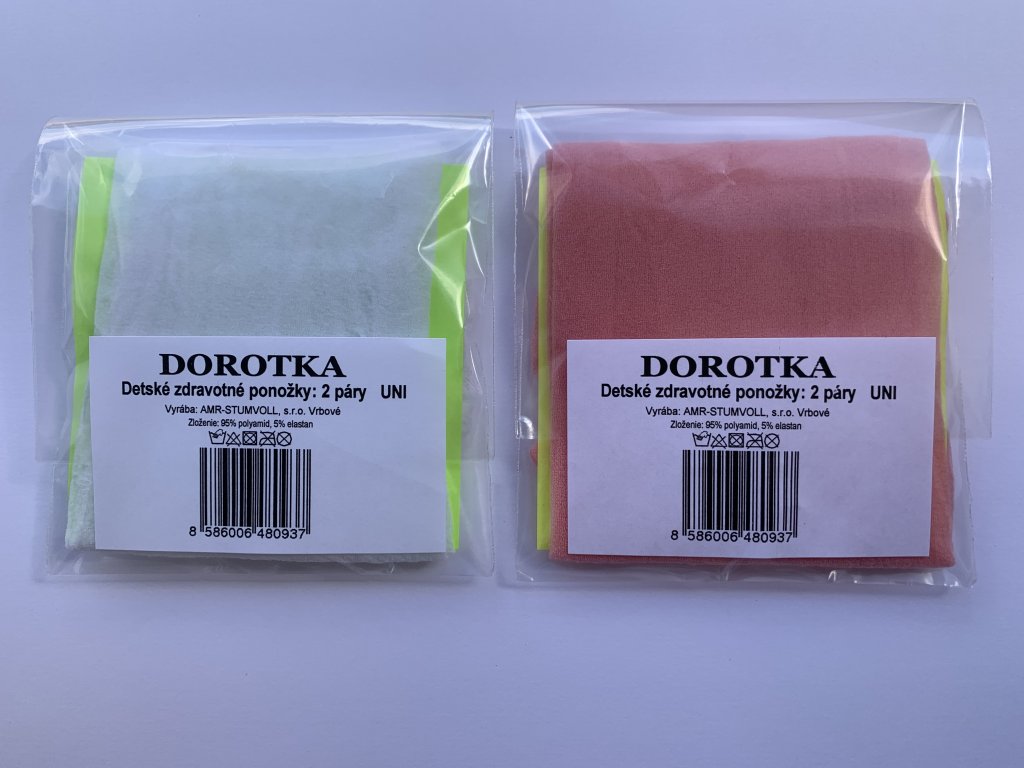 DOROTKA
Detské zdravotné ponožky: 2 páry UNI
Vyrába: AMR-STUMVOLL, s.r.o. Vrbové
Zloženie: 95% polyamid, 5% elastan
8 586006 480937
DOROTKA
Detské zdravotné ponožky: 2 páry UNI
Vyrába: AMR-STUMVOLL, s.r.o. Vrbové
Zloženie: 95% polyamid, 5% elastan
8 586006 480937